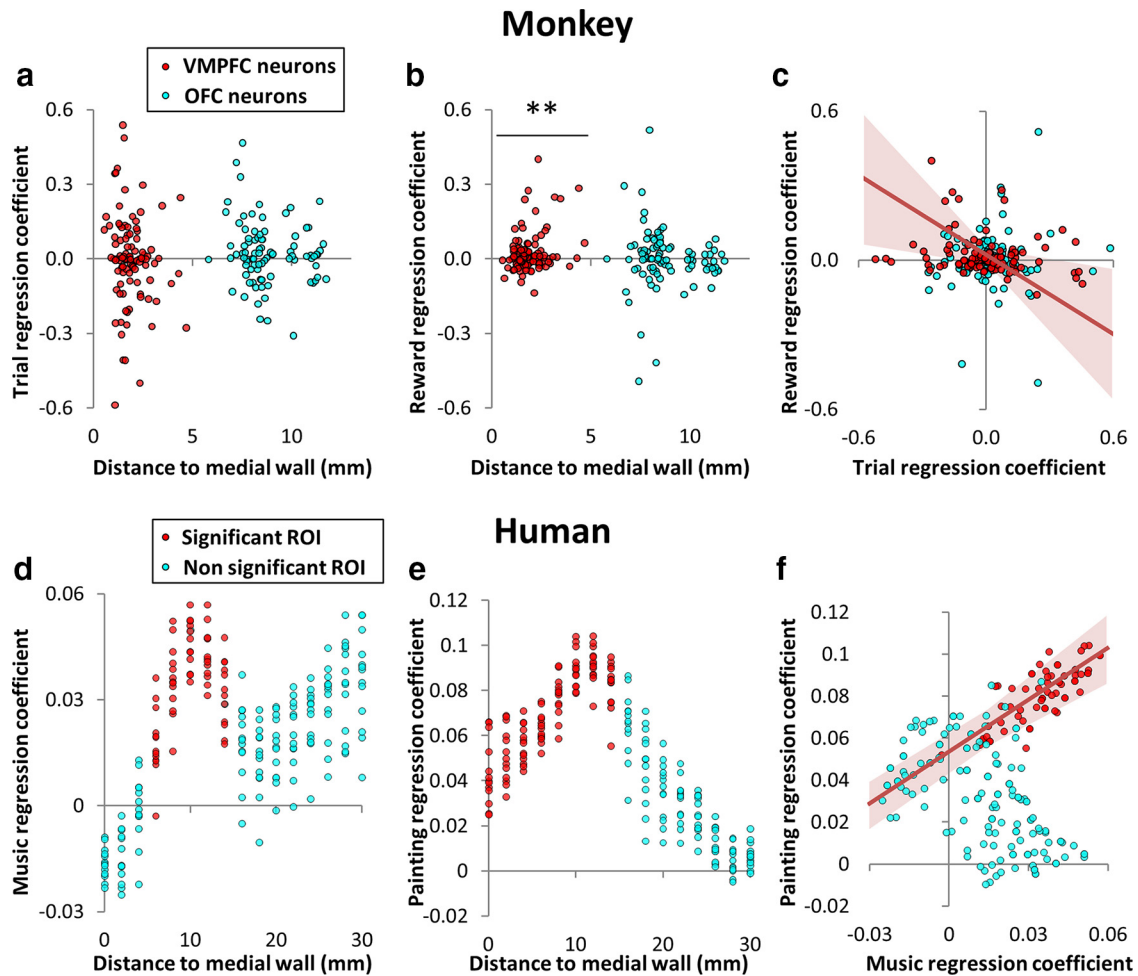 Monkey
a
VMPFC neurons
OFC neurons
Trial regression coefficient
0.6
0.3
0.0
-0.3
-0.6
0
5
10
Distance to medial wall (mm)
b
**
Reward regression coefficient
0.6
0.3
0.0
-0.3
-0.6
0
5
10
Distance to medial wall (mm)
c
Reward regression coefficient
0.6
0.0
-0.6
-0.6
0.0
0.6
Trial regression coefficient
Human
d
Significant ROI
Non significant ROI
Music regression coefficient
0.06
0.03
0
-0.03
0
10
20
30
Distance to medial wall (mm)
e
Painting regression coefficient
0.12
0.1
0.08
0.06
0.04
0.02
0
-0.02
0
10
20
30
Distance to medial wall (mm)
f
Painting regression coefficient
0.12
0.10
0.08
0.06
0.04
0.02
0
-0.02
-0.03
0
0.03
0.06
Music regression coefficient